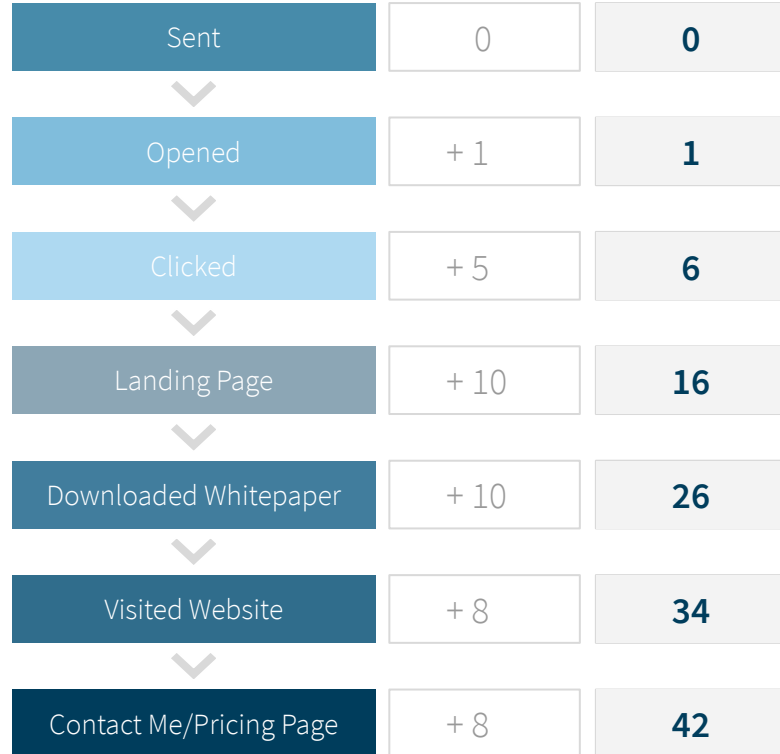 Sent 0 0
Opened + 1 1
Clicked + 5 6
Landing Page + 10 16
Downloaded Whitepaper + 10 26
Visited Website + 8 34
Contact Me/Pricing Page + 8 42